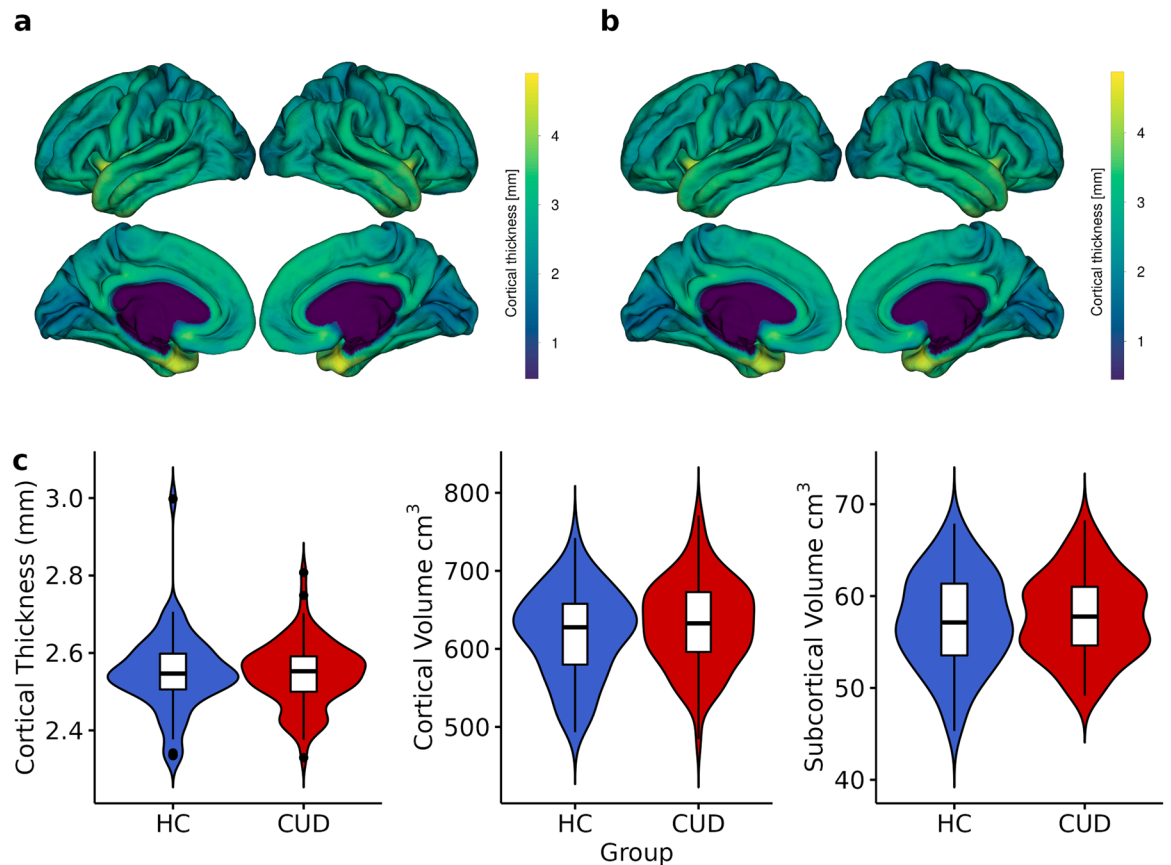 a
b
4
3
2
1
Cortical thickness [mm]
4
3
2
1
Cortical thickness [mm]
c
Cortical Thickness (mm)
3.0
2.8
2.6
2.4
HC
CUD
Cortical Volume cm³
800
700
600
500
HC
CUD
Subcortical Volume cm³
70
60
50
40
HC
CUD
Group